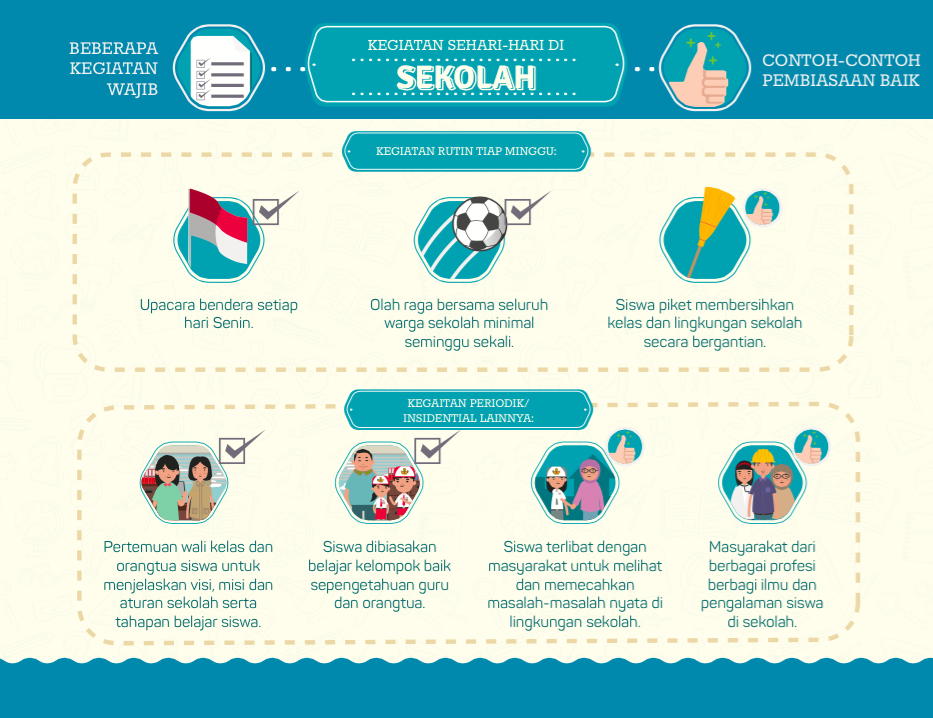 BEBERAPA
KEGIATAN
WAJIB
KEGIATAN SEHARI-HARI DI
SEKOLAH
CONTOH-CONTOH
PEMBIASAAN BAIK
KEGIATAN RUTIN TIAP MINGGU:
Upacara bendera setiap
hari Senin.
Olah raga bersama seluruh
warga sekolah minimal
seminggu sekali.
Siswa piket membersihkan
kelas dan lingkungan sekolah
secara bergantian.
KEGAITAN PERIODIK/
INSIDENTIAL LAINNYA:
Pertemuan wali kelas dan
orangtua siswa untuk
menjelaskan visi, misi dan
aturan sekolah serta
tahapan belajar siswa.
Siswa dibiasakan
belajar kelompok baik
sepengetahuan guru
dan orangtua.
Siswa terlibat dengan
masyarakat untuk melihat
dan memecahkan
masalah-masalah nyata di
lingkungan sekolah.
Masyarakat dari
berbagai profesi
berbagi ilmu dan
pengalaman siswa
di sekolah.